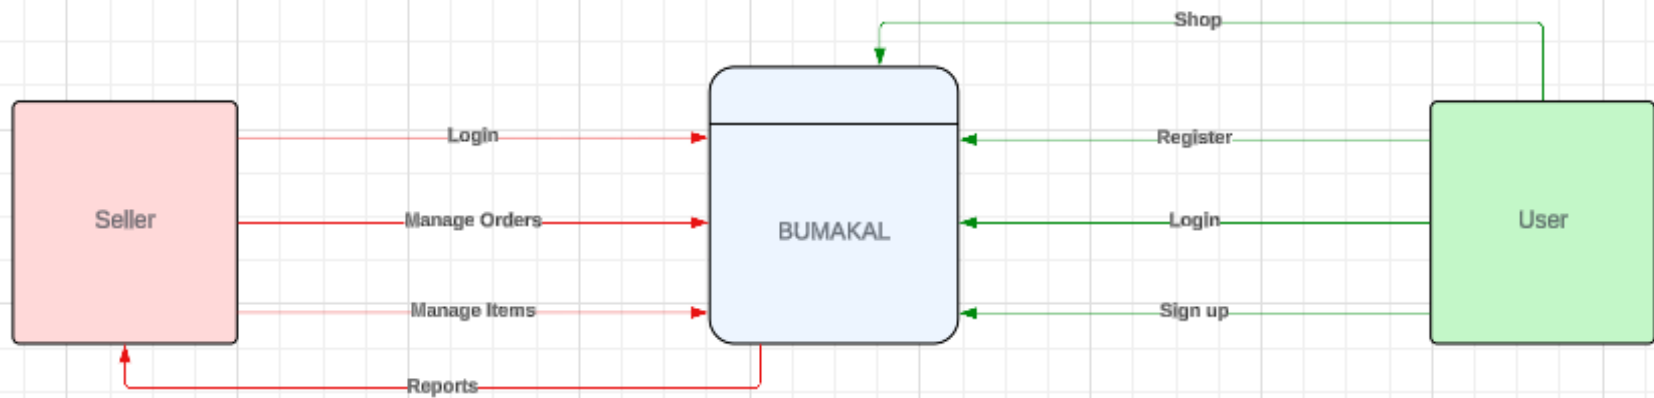 Shop
Login
Register
Seller
Manage Orders
BUMAKAL
Login
User
Manage Items
Sign up
Reports